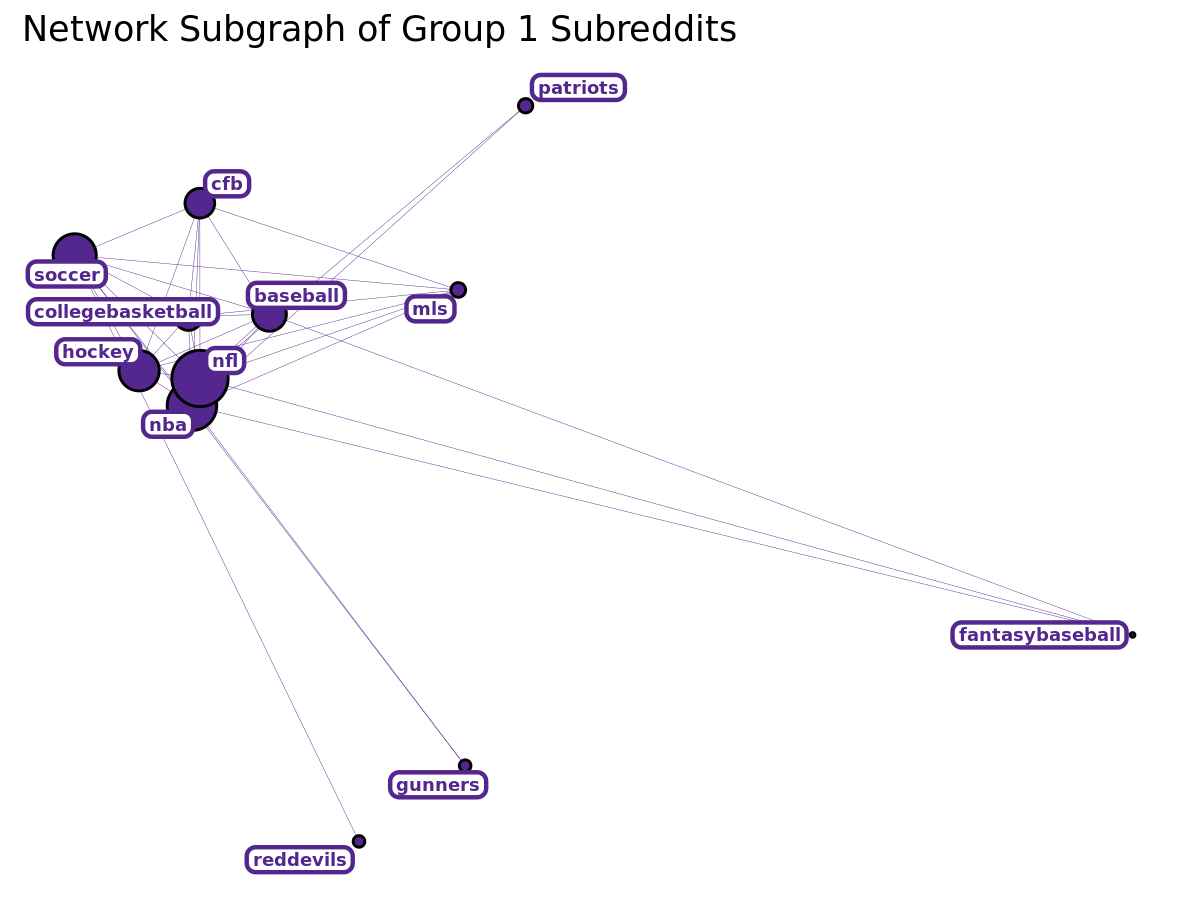 Network Subgraph of Group 1 Subreddits
patriots
cfb
soccer
baseball
collegebasketball
mls
hockey
nfl
nba
fantasybaseball
gunners
reddevils